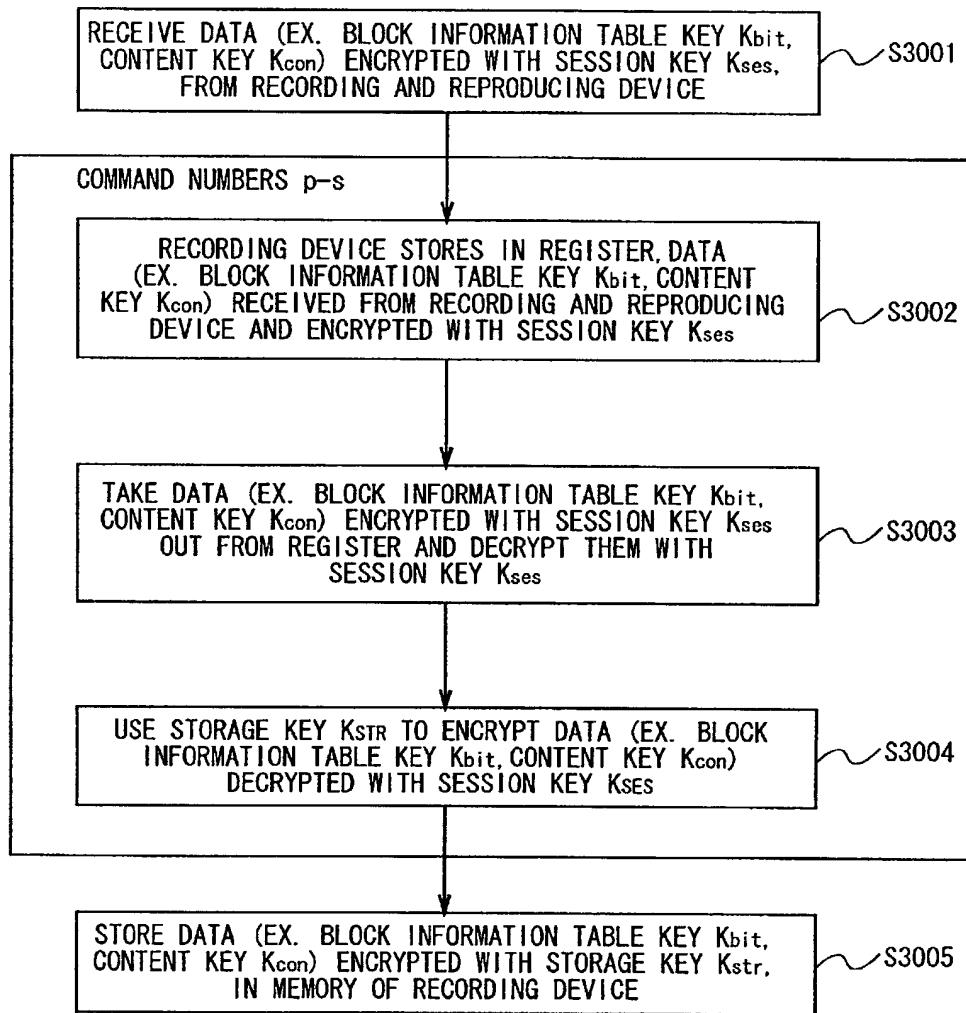 RECEIVE DATA (EX. BLOCK INFORMATION TABLE KEY Kbit,
CONTENT KEY Kcon) ENCRYPTED WITH SESSION KEY Kses,
FROM RECORDING AND REPRODUCING DEVICE
S3001
COMMAND NUMBERS p-s
RECORDING DEVICE STORES IN REGISTER, DATA
(EX. BLOCK INFORMATION TABLE KEY Kbit, CONTENT
KEY Kcon) RECEIVED FROM RECORDING AND REPRODUCING
DEVICE AND ENCRYPTED WITH SESSION KEY Kses
S3002
TAKE DATA (EX. BLOCK INFORMATION TABLE KEY Kbit,
CONTENT KEY Kcon) ENCRYPTED WITH SESSION KEY Kses
OUT FROM REGISTER AND DECRYPT THEM WITH
SESSION KEY Kses
S3003
USE STORAGE KEY KSTR TO ENCRYPT DATA (EX. BLOCK
INFORMATION TABLE KEY Kbit, CONTENT KEY Kcon)
DECRYPTED WITH SESSION KEY KSES
S3004
STORE DATA (EX. BLOCK INFORMATION TABLE KEY Kbit,
CONTENT KEY Kcon) ENCRYPTED WITH STORAGE KEY Kstr,
IN MEMORY OF RECORDING DEVICE
S3005